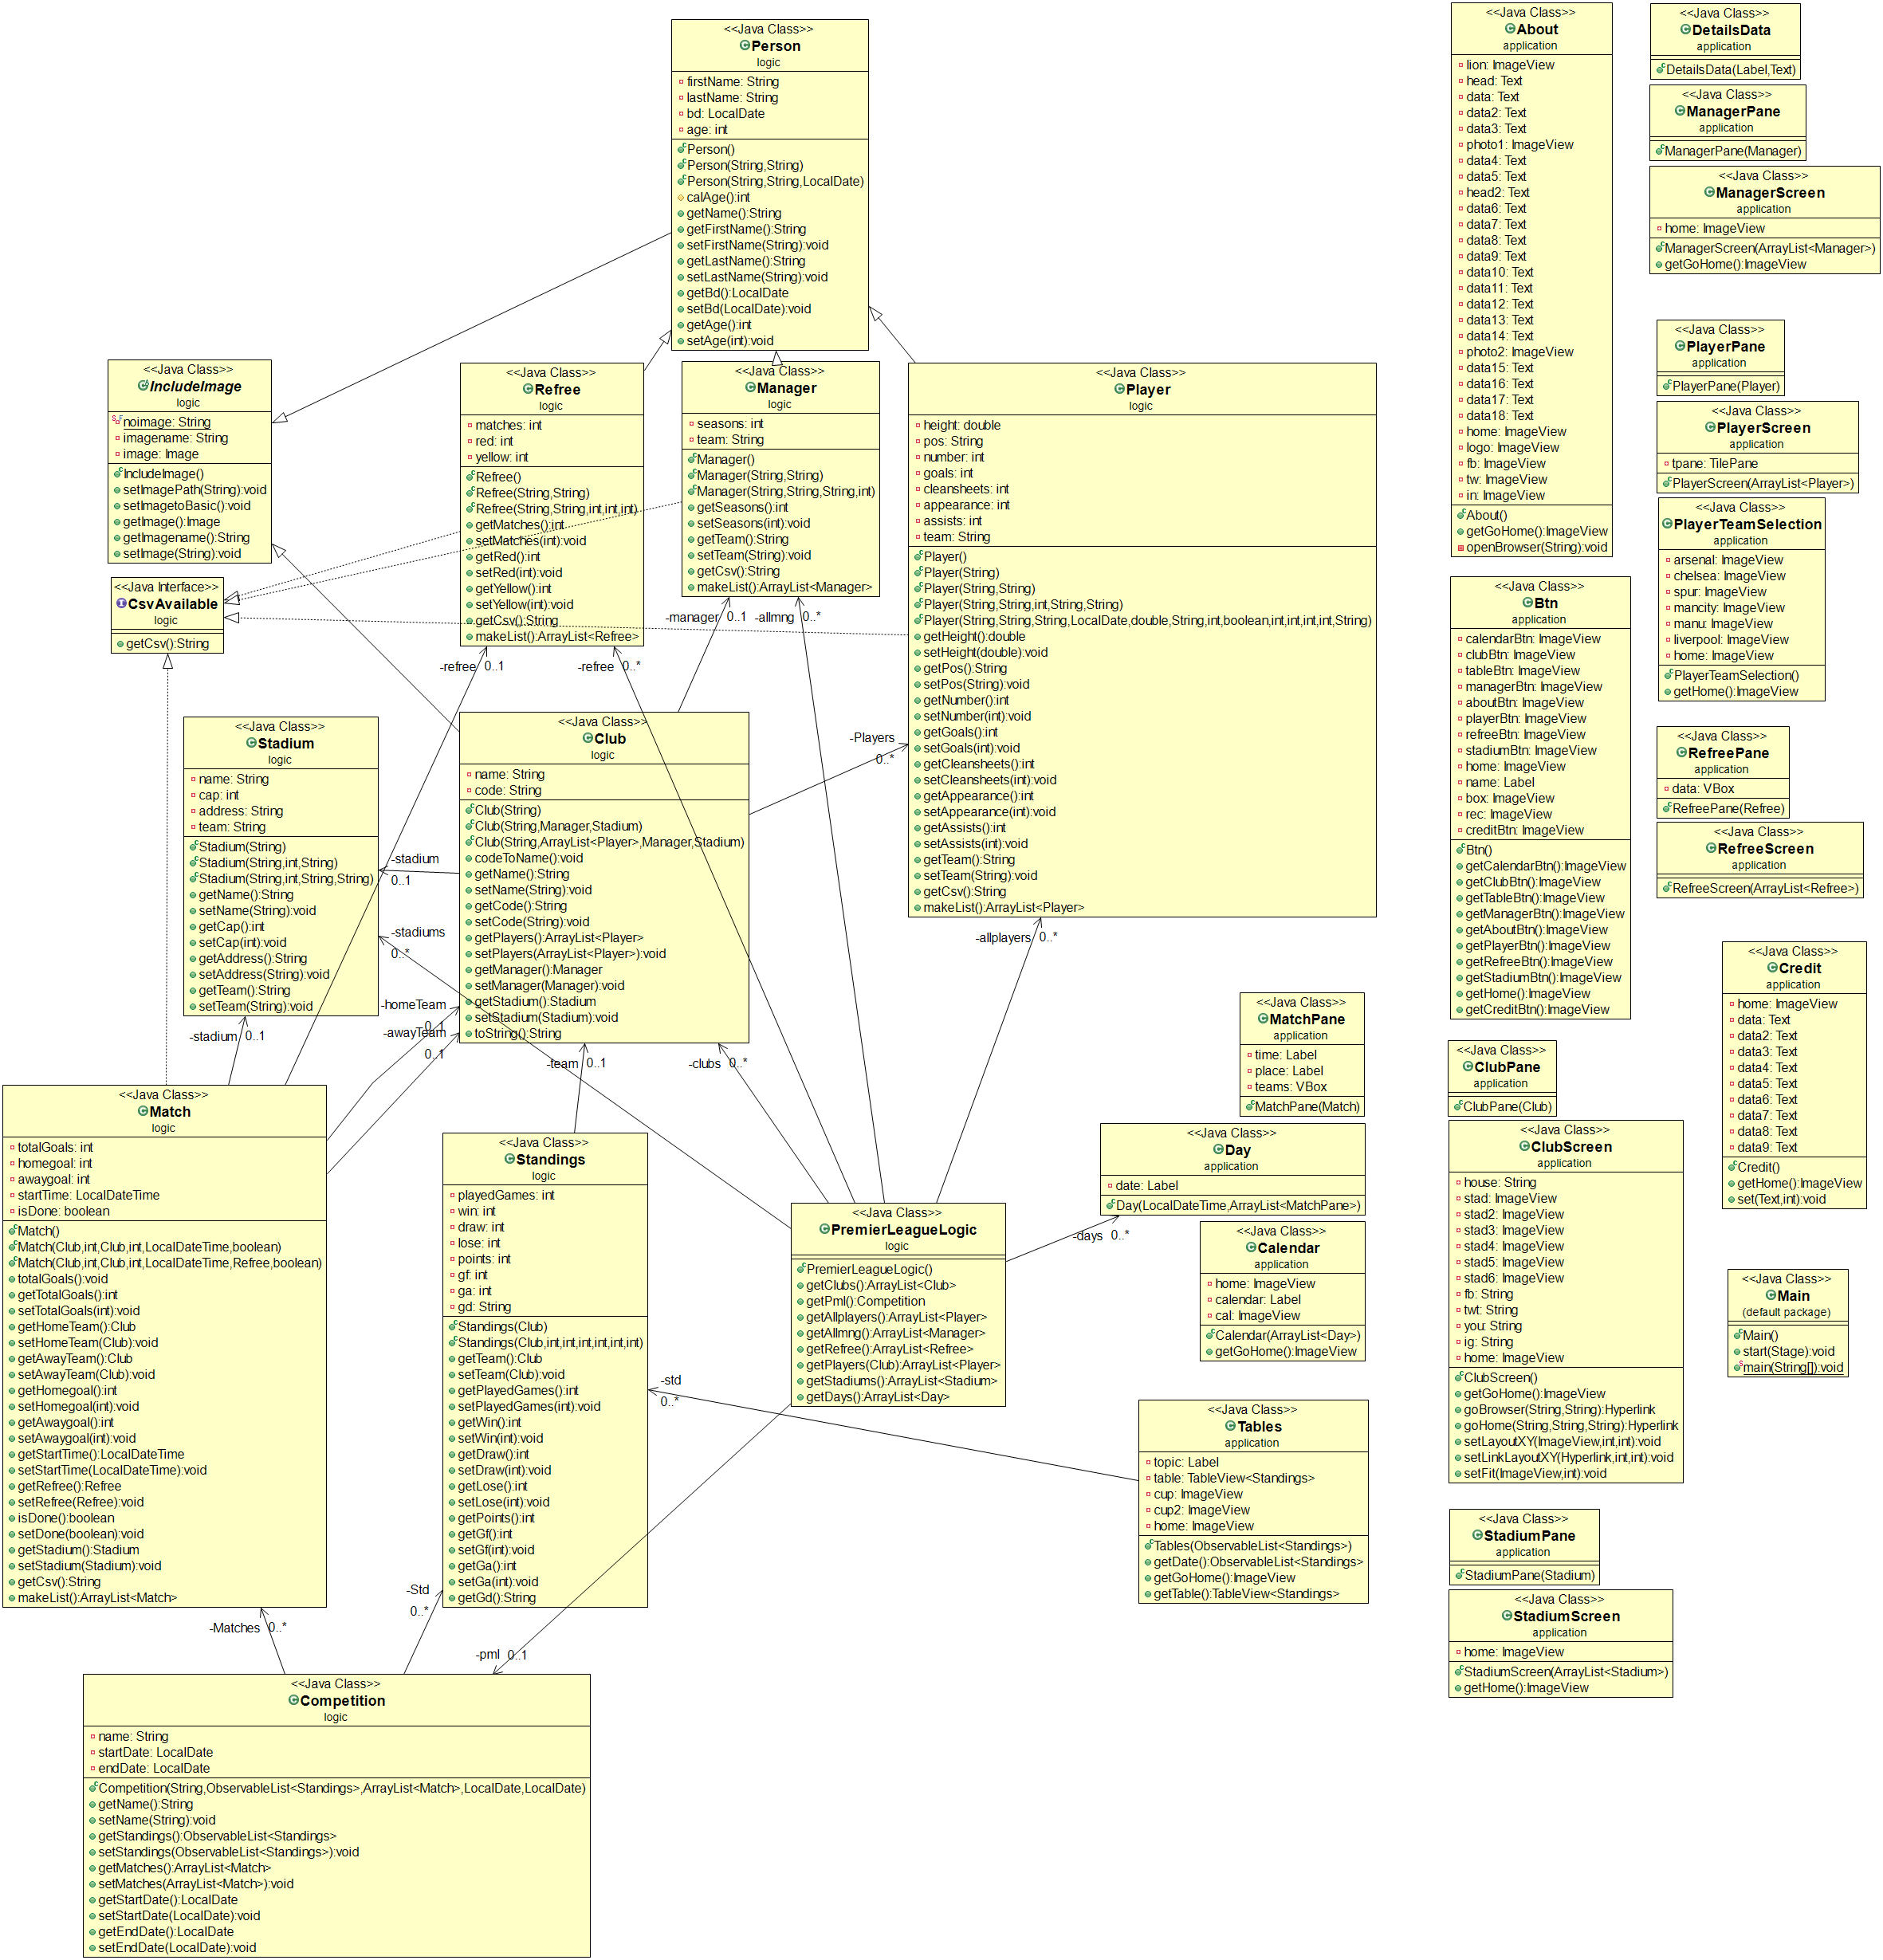 <<Java Class>>
Person
logic
firstName: String
lastName: String
bd: LocalDate
age: int
Person()
Person(String,String)
Person(String,String,LocalDate)
calAge():int
getName():String
getFirstName():String
setFirstName(String):void
getLastName():String
setLastName(String):void
getBd():LocalDate
setBd(LocalDate):void
getAge():int
setAge(int):void
<<Java Class>>
IncludeImage
logic
noimage: String
imagename: String
image: Image
IncludeImage()
setImagePath(String):void
setImagetoBasic():void
getImage():Image
getImagename():String
setImage(String):void
<<Java Interface>>
CsvAvailable
logic
getCsv():String
<<Java Class>>
Refree
logic
matches: int
red: int
yellow: int
Refree()
Refree(String,String)
Refree(String,String,int,int,int)
getMatches():int
setMatches(int):void
getRed():int
setRed(int):void
getYellow():int
setYellow(int):void
getCsv():String
makeList():ArrayList<Refree>
<<Java Class>>
Manager
logic
seasons: int
team: String
Manager()
Manager(String,String)
Manager(String,String,String,int)
getSeasons():int
setSeasons(int):void
getTeam():String
setTeam(String):void
getCsv():String
makeList():ArrayList<Manager>
<<Java Class>>
Player
logic
height: double
pos: String
number: int
goals: int
cleansheets: int
appearance: int
assists: int
team: String
Player()
Player(String)
Player(String,String)
Player(String,String,int,String,String)
Player(String,String,String,LocalDate,double,String,int,boolean,int,int,int,int,String)
getHeight():double
setHeight(double):void
getPos():String
setPos(String):void
getNumber():int
setNumber(int):void
getGoals():int
setGoals(int):void
getCleansheets():int
setCleansheets(int):void
getAppearance():int
setAppearance(int):void
getAssists():int
setAssists(int):void
getTeam():String
setTeam(String):void
getCsv():String
makeList():ArrayList<Player>
-manager 0..1
-allmng 0..*
-refree 0..1
-refree 0..*
-Players
0..*
<<Java Class>>
Stadium
logic
name: String
cap: int
address: String
team: String
Stadium(String)
Stadium(String,int,String)
Stadium(String,int,String,String)
getName():String
setName(String):void
getCap():int
setCap(int):void
getAddress():String
setAddress(String):void
getTeam():String
setTeam(String):void
<<Java Class>>
Club
logic
name: String
code: String
Club(String)
Club(String,Manager,Stadium)
Club(String,ArrayList<Player>,Manager,Stadium)
codeToName():void
getName():String
setName(String):void
getCode():String
setCode(String):void
getPlayers():ArrayList<Player>
setPlayers(ArrayList<Player>):void
getManager():Manager
setManager(Manager):void
getStadium():Stadium
setStadium(Stadium):void
toString():String
-stadium
0..1
-stadiums
0..*
-allplayers 0..*
-homeTeam
0..1
-awayTeam
0..1
-stadium 0..1
-team 0..1
-clubs 0..*
<<Java Class>>
Match
logic
totalGoals: int
homegoal: int
awaygoal: int
startTime: LocalDateTime
isDone: boolean
Match()
Match(Club,int,Club,int,LocalDateTime,boolean)
Match(Club,int,Club,int,LocalDateTime,Refree,boolean)
totalGoals():void
getTotalGoals():int
setTotalGoals(int):void
getHomeTeam():Club
setHomeTeam(Club):void
getAwayTeam():Club
setAwayTeam(Club):void
getHomegoal():int
setHomegoal(int):void
getAwaygoal():int
setAwaygoal(int):void
getStartTime():LocalDateTime
setStartTime(LocalDateTime):void
getRefree():Refree
setRefree(Refree):void
isDone():boolean
setDone(boolean):void
getStadium():Stadium
setStadium(Stadium):void
getCsv():String
makeList():ArrayList<Match>
<<Java Class>>
Standings
logic
playedGames: int
win: int
draw: int
lose: int
points: int
gf: int
ga: int
gd: String
Standings(Club)
Standings(Club,int,int,int,int,int,int)
getTeam():Club
setTeam(Club):void
getPlayedGames():int
setPlayedGames(int):void
getWin():int
setWin(int):void
getDraw():int
setDraw(int):void
getLose():int
setLose(int):void
getPoints():int
getGf():int
setGf(int):void
getGa():int
setGa(int):void
getGd():String
<<Java Class>>
PremierLeagueLogic
logic
PremierLeagueLogic()
getClubs():ArrayList<Club>
getPml():Competition
getAllplayers():ArrayList<Player>
getAllmng():ArrayList<Manager>
getRefree():ArrayList<Refree>
getPlayers(Club):ArrayList<Player>
getStadiums():ArrayList<Stadium>
getDays():ArrayList<Day>
-std
0..*
-Std
0..*
-Matches 0..*
-pml 0..1
-days 0..*
<<Java Class>>
Competition
logic
name: String
startDate: LocalDate
endDate: LocalDate
Competition(String,ObservableList<Standings>,ArrayList<Match>,LocalDate,LocalDate)
getName():String
setName(String):void
getStandings():ObservableList<Standings>
setStandings(ObservableList<Standings>):void
getMatches():ArrayList<Match>
setMatches(ArrayList<Match>):void
getStartDate():LocalDate
setStartDate(LocalDate):void
getEndDate():LocalDate
setEndDate(LocalDate):void
<<Java Class>>
MatchPane
application
time: Label
place: Label
teams: VBox
MatchPane(Match)
<<Java Class>>
Day
application
date: Label
Day(LocalDateTime,ArrayList<MatchPane>)
<<Java Class>>
Calendar
application
home: ImageView
calendar: Label
cal: ImageView
Calendar(ArrayList<Day>)
getGoHome():ImageView
<<Java Class>>
Tables
application
topic: Label
table: TableView<Standings>
cup: ImageView
cup2: ImageView
home: ImageView
Tables(ObservableList<Standings>)
getDate():ObservableList<Standings>
getGoHome():ImageView
getTable():TableView<Standings>
<<Java Class>>
About
application
lion: ImageView
head: Text
data: Text
data2: Text
data3: Text
photo1: ImageView
data4: Text
data5: Text
head2: Text
data6: Text
data7: Text
data8: Text
data9: Text
data10: Text
data11: Text
data12: Text
data13: Text
data14: Text
photo2: ImageView
data15: Text
data16: Text
data17: Text
data18: Text
home: ImageView
logo: ImageView
fb: ImageView
tw: ImageView
in: ImageView
About()
getGoHome():ImageView
openBrowser(String):void
<<Java Class>>
Btn
application
calendarBtn: ImageView
clubBtn: ImageView
tableBtn: ImageView
managerBtn: ImageView
aboutBtn: ImageView
playerBtn: ImageView
refreeBtn: ImageView
stadiumBtn: ImageView
home: ImageView
name: Label
box: ImageView
rec: ImageView
creditBtn: ImageView
Btn()
getCalendarBtn():ImageView
getClubBtn():ImageView
getTableBtn():ImageView
getManagerBtn():ImageView
getAboutBtn():ImageView
getPlayerBtn():ImageView
getRefreeBtn():ImageView
getStadiumBtn():ImageView
getHome():ImageView
getCreditBtn():ImageView
<<Java Class>>
ClubPane
application
ClubPane(Club)
<<Java Class>>
ClubScreen
application
house: String
stad: ImageView
stad2: ImageView
stad3: ImageView
stad4: ImageView
stad5: ImageView
stad6: ImageView
fb: String
twt: String
you: String
ig: String
home: ImageView
ClubScreen()
getGoHome():ImageView
goBrowser(String,String):Hyperlink
goHome(String,String,String):Hyperlink
setLayoutXY(ImageView,int,int):void
setLinkLayoutXY(Hyperlink,int,int):void
setFit(ImageView,int):void
<<Java Class>>
StadiumPane
application
StadiumPane(Stadium)
<<Java Class>>
StadiumScreen
application
home: ImageView
StadiumScreen(ArrayList<Stadium>)
getHome():ImageView
<<Java Class>>
DetailsData
application
DetailsData(Label,Text)
<<Java Class>>
ManagerPane
application
ManagerPane(Manager)
<<Java Class>>
ManagerScreen
application
home: ImageView
ManagerScreen(ArrayList<Manager>)
getGoHome():ImageView
<<Java Class>>
PlayerPane
application
PlayerPane(Player)
<<Java Class>>
PlayerScreen
application
tpane: TilePane
PlayerScreen(ArrayList<Player>)
<<Java Class>>
PlayerTeamSelection
application
arsenal: ImageView
chelsea: ImageView
spur: ImageView
mancity: ImageView
manu: ImageView
liverpool: ImageView
home: ImageView
PlayerTeamSelection()
getHome():ImageView
<<Java Class>>
RefreePane
application
data: VBox
RefreePane(Refree)
<<Java Class>>
RefreeScreen
application
RefreeScreen(ArrayList<Refree>)
<<Java Class>>
Credit
application
home: ImageView
data: Text
data2: Text
data3: Text
data4: Text
data5: Text
data6: Text
data7: Text
data8: Text
data9: Text
Credit()
getHome():ImageView
set(Text,int):void
<<Java Class>>
Main
(default package)
Main()
start(Stage):void
main(String[]):void